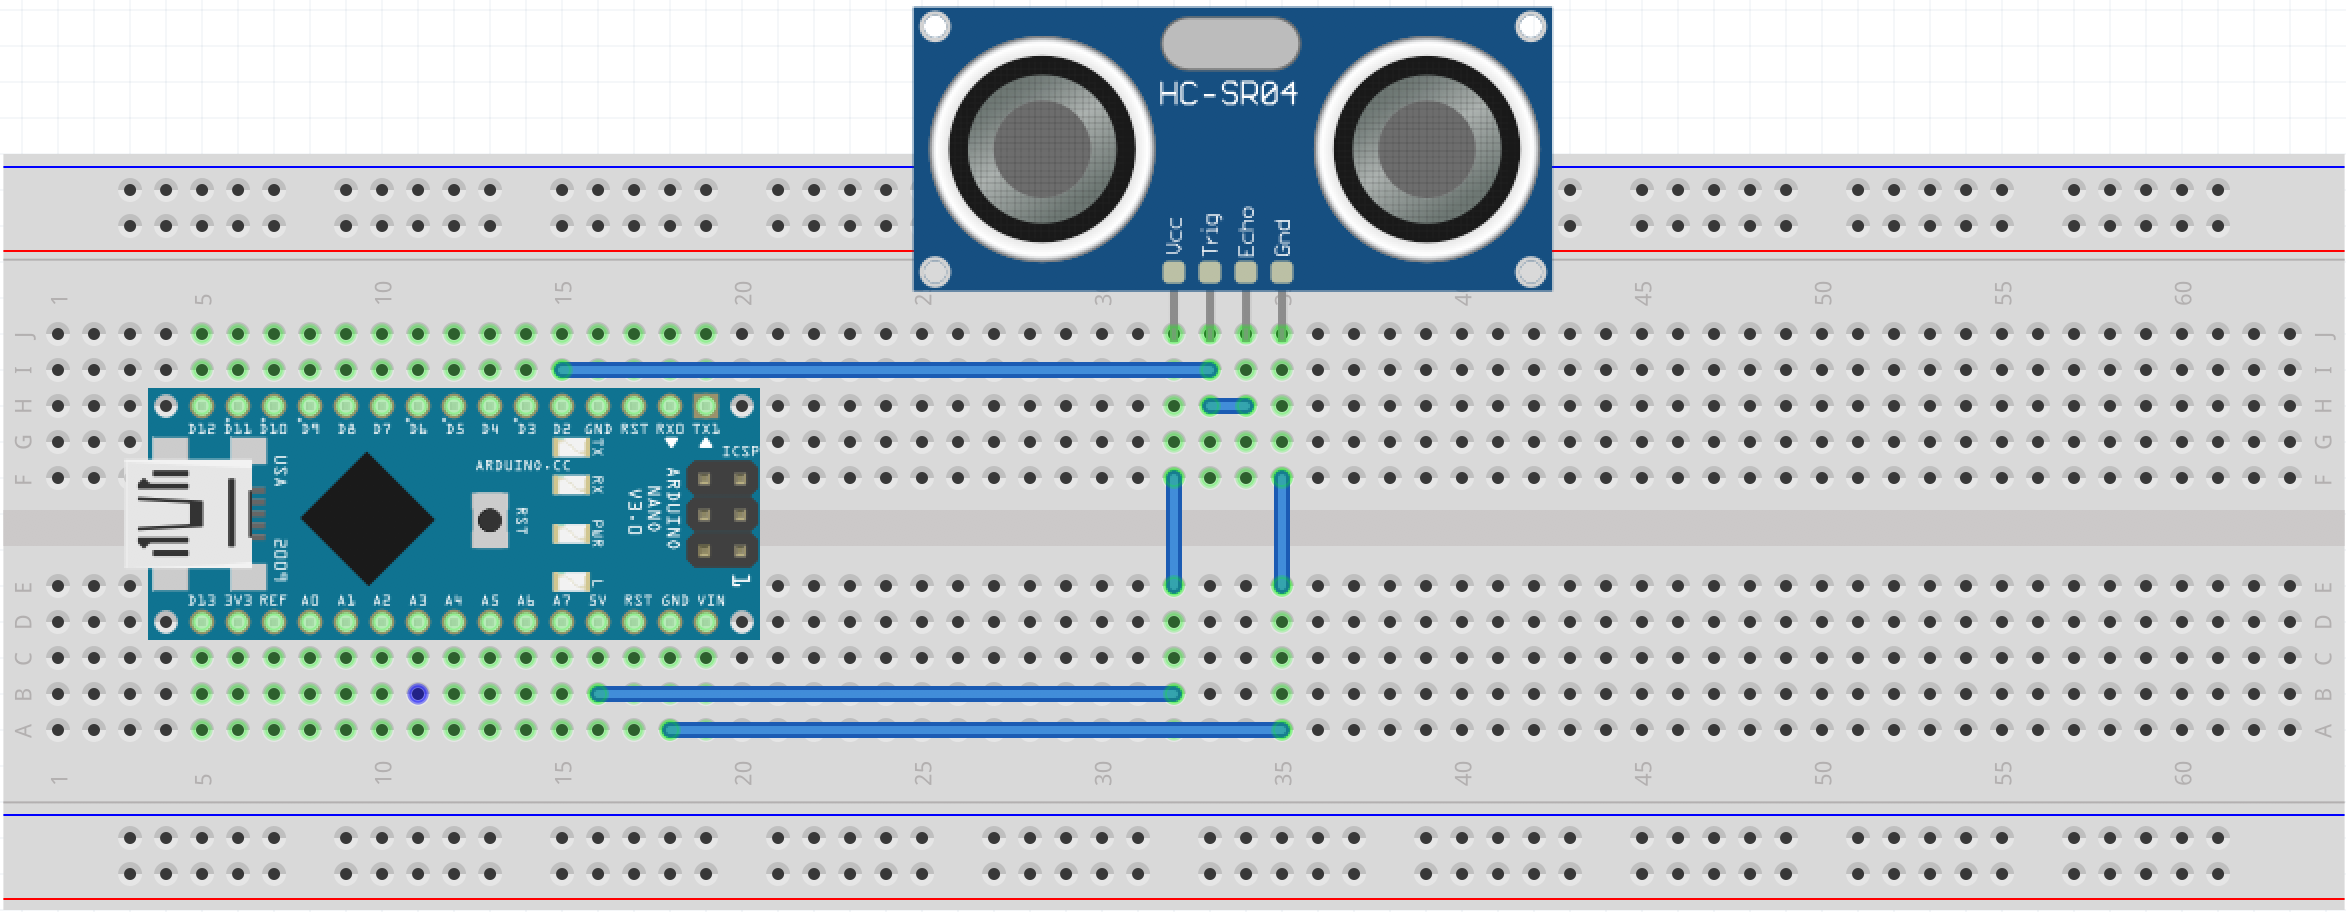 HC-SR04
Vcc
Trig
Echo
Gnd
1 5 10 15 20 2 3 3 4 45 50 55 60
J J
I I
H H
D12 D11 D10 D9 D8 D7 D6 D5 D4 D3 D2 GND RST RX0 TX1
G G
TX
ICSP
ARDUINO.CC
USA
RX
ARDUINO
NANO
V3.0
F F
RST
PWR
2009
L
1
E E
D13 3V3 REF A0 A1 A2 A3 A4 A5 A6 A7 5V RST GND VIN
D D
C C
B B
A A
1 5 10 15 20 25 30 35 40 45 50 55 60